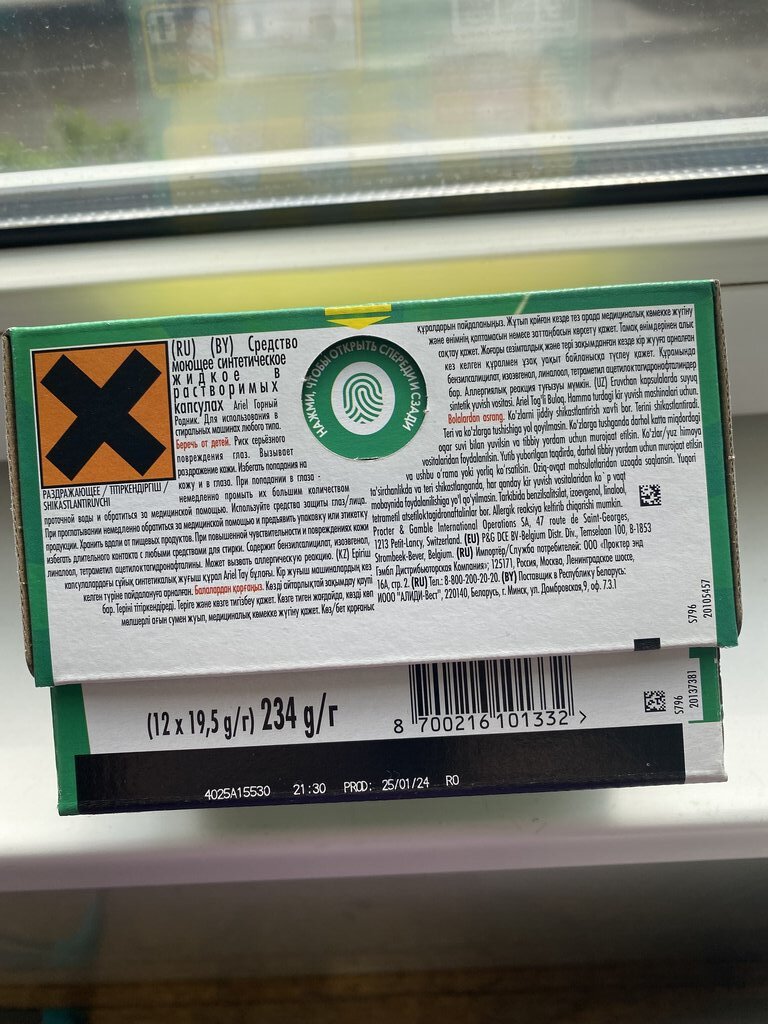 (RU) (BY) Средство
моющее синтетическое
жидкое в
растворимых
капсулах Ariel Горный
Родник. Для использования в
стиральных машинах любого типа.
Беречь от детей. Риск серьёзного
повреждения глаз. Вызывает
раздражение кожи. Избегать попадания на
кожу и в глаза. При попадании в глаза -
немедленно промыть их большим количеством
РАЗДРАЖАЮЩЕЕ / ТІТІРКЕНДІРГІШ /
SHIKASTLANTIRUVCHI
проточной воды и обратиться за медицинской помощью. Используйте средства защиты глаз/лица.
При проглатывании немедленно обратиться за медицинской помощью и предъявить упаковку или этикетку
продукции. Хранить вдали от пищевых продуктов. При повышенной чувствительности и повреждениях кожи
избегать длительного контакта с любыми средствами для стирки. Содержит бензилсалицилат, изоэвгенол,
линалоол, тетраметил ацетилоктагидронафталины. Может вызвать аллергическую реакцию. (KZ) Ерігіш
капсулалардағы сұйық синтетикалық жуғыш құрал Ariel Тау бұлағы. Кір жуғыш машиналардың кез
келген түріне пайдалануға арналған. Балалардан қорғаңыз. Көзді айтарлықтай зақымдау қаупі
бар. Теріні тітіркендіреді. Теріге және көзге тигізбеу қажет. Көзге тиген жағдайда, көзді көп
мөлшерлі ағын сумен жуып, медициналық көмекке жүгіну қажет. Көз/бет қорғаныс
НАЖМИ, ЧТОБЫ ОТКРЫТЬ СПЕРЕДИ И СЗАДИ
құралдарын пайдаланыңыз. Жұтып қойған кезде тез арада медициналық көмекке жүгіну
және өнімнің қаптамасын немесе заттаңбасын көрсету қажет. Тамақ өнімдерінен алыс
сақтау қажет. Жоғары сезімталдық және тері зақымданған кезде кір жууға арналған
кез келген құралмен ұзақ уақыт байланысқа түспеу қажет. Құрамында
бензилсалицилат, изоэвгенол, линалоол, тетраметил ацетилоктагидронафталиндер
бар. Аллергиялық реакция туғызуы мүмкін. (UZ) Eruvchan kapsulalarda suyuq
sintetik yuvish vositasi. Ariel Tog'li Buloq. Hamma turdagi kir yuvish mashinalari uchun.
Bolalardan asrang. Ko'zlarni jiddiy shikastlantirish xavfi bor. Terini shikastlantiradi.
Teri va ko'zlarga tushishiga yo'l qoyilmasin. Ko'zlarga tushganda darhol katta miqdordagi
oqar suvi bilan yuvilsin va tibbiy yordam uchun murojaat etilsin. Ko'zlar/yuz himoya
vositalaridan foydalanilsin. Yutib yuborilgan taqdirda, darhol tibbiy yordam uchun murojaat etilsin
va ushbu o'rama yoki yorliq ko'rsatilsin. Oziq-ovqat mahsulotlaridan uzoqda saqlansin. Yuqori
ta'sirchanlikda va teri shikastlanganda, har qanday kir yuvish vositalaridan ko`p vaqt
mobaynida foydalanilishiga yo'l qo'yilmasin. Tarkibida benzilsalitsilat, izoevgenol, linalool,
tetrametil atsetiloktagidronaftalinlar bor. Allergik reaksiya keltirib chiqarishi mumkin.
Procter & Gamble International Operations SA, 47 route de Saint-Georges,
1213 Petit-Lancy, Switzerland. (EU) P&G DCE BV-Belgium Distr. Div., Temselaan 100, B-1853
Strombeek-Bever, Belgium. (RU) Импортёр/Служба потребителей: ООО «Проктер энд
Гэмбл Дистрибьюторская Компания»; 125171, Россия, Москва, Ленинградское шоссе,
16А, стр. 2. (RU) Тел.: 8-800-200-20-20. (BY) Поставщик в Республику Беларусь:
ИООО "АЛИДИ-Вест", 220140, Беларусь, г. Минск, ул. Домбровская,9, оф. 7.3.1
S796
20105457
(12 x 19,5 g/г) 234 g/г
8 700216 101332 >
S796
20137381
4025A15530 21:30 PROD: 25/01/24 RO